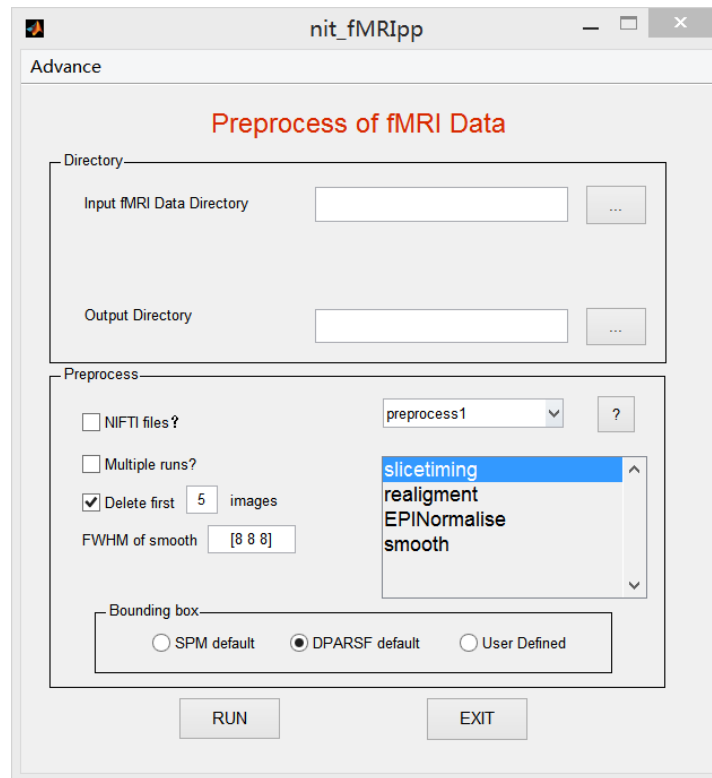 nit_fMRIpp
Advance
Preprocess of fMRI Data
Directory
Input fMRI Data Directory
...
Output Directory
...
Preprocess
NIFTI files?
preprocess1
?
Multiple runs?
slicetiming
Delete first 5 images
realigment
EPINormalise
FWHM of smooth [8 8 8]
smooth
Bounding box
SPM default DPARSF default User Defined
RUN EXIT